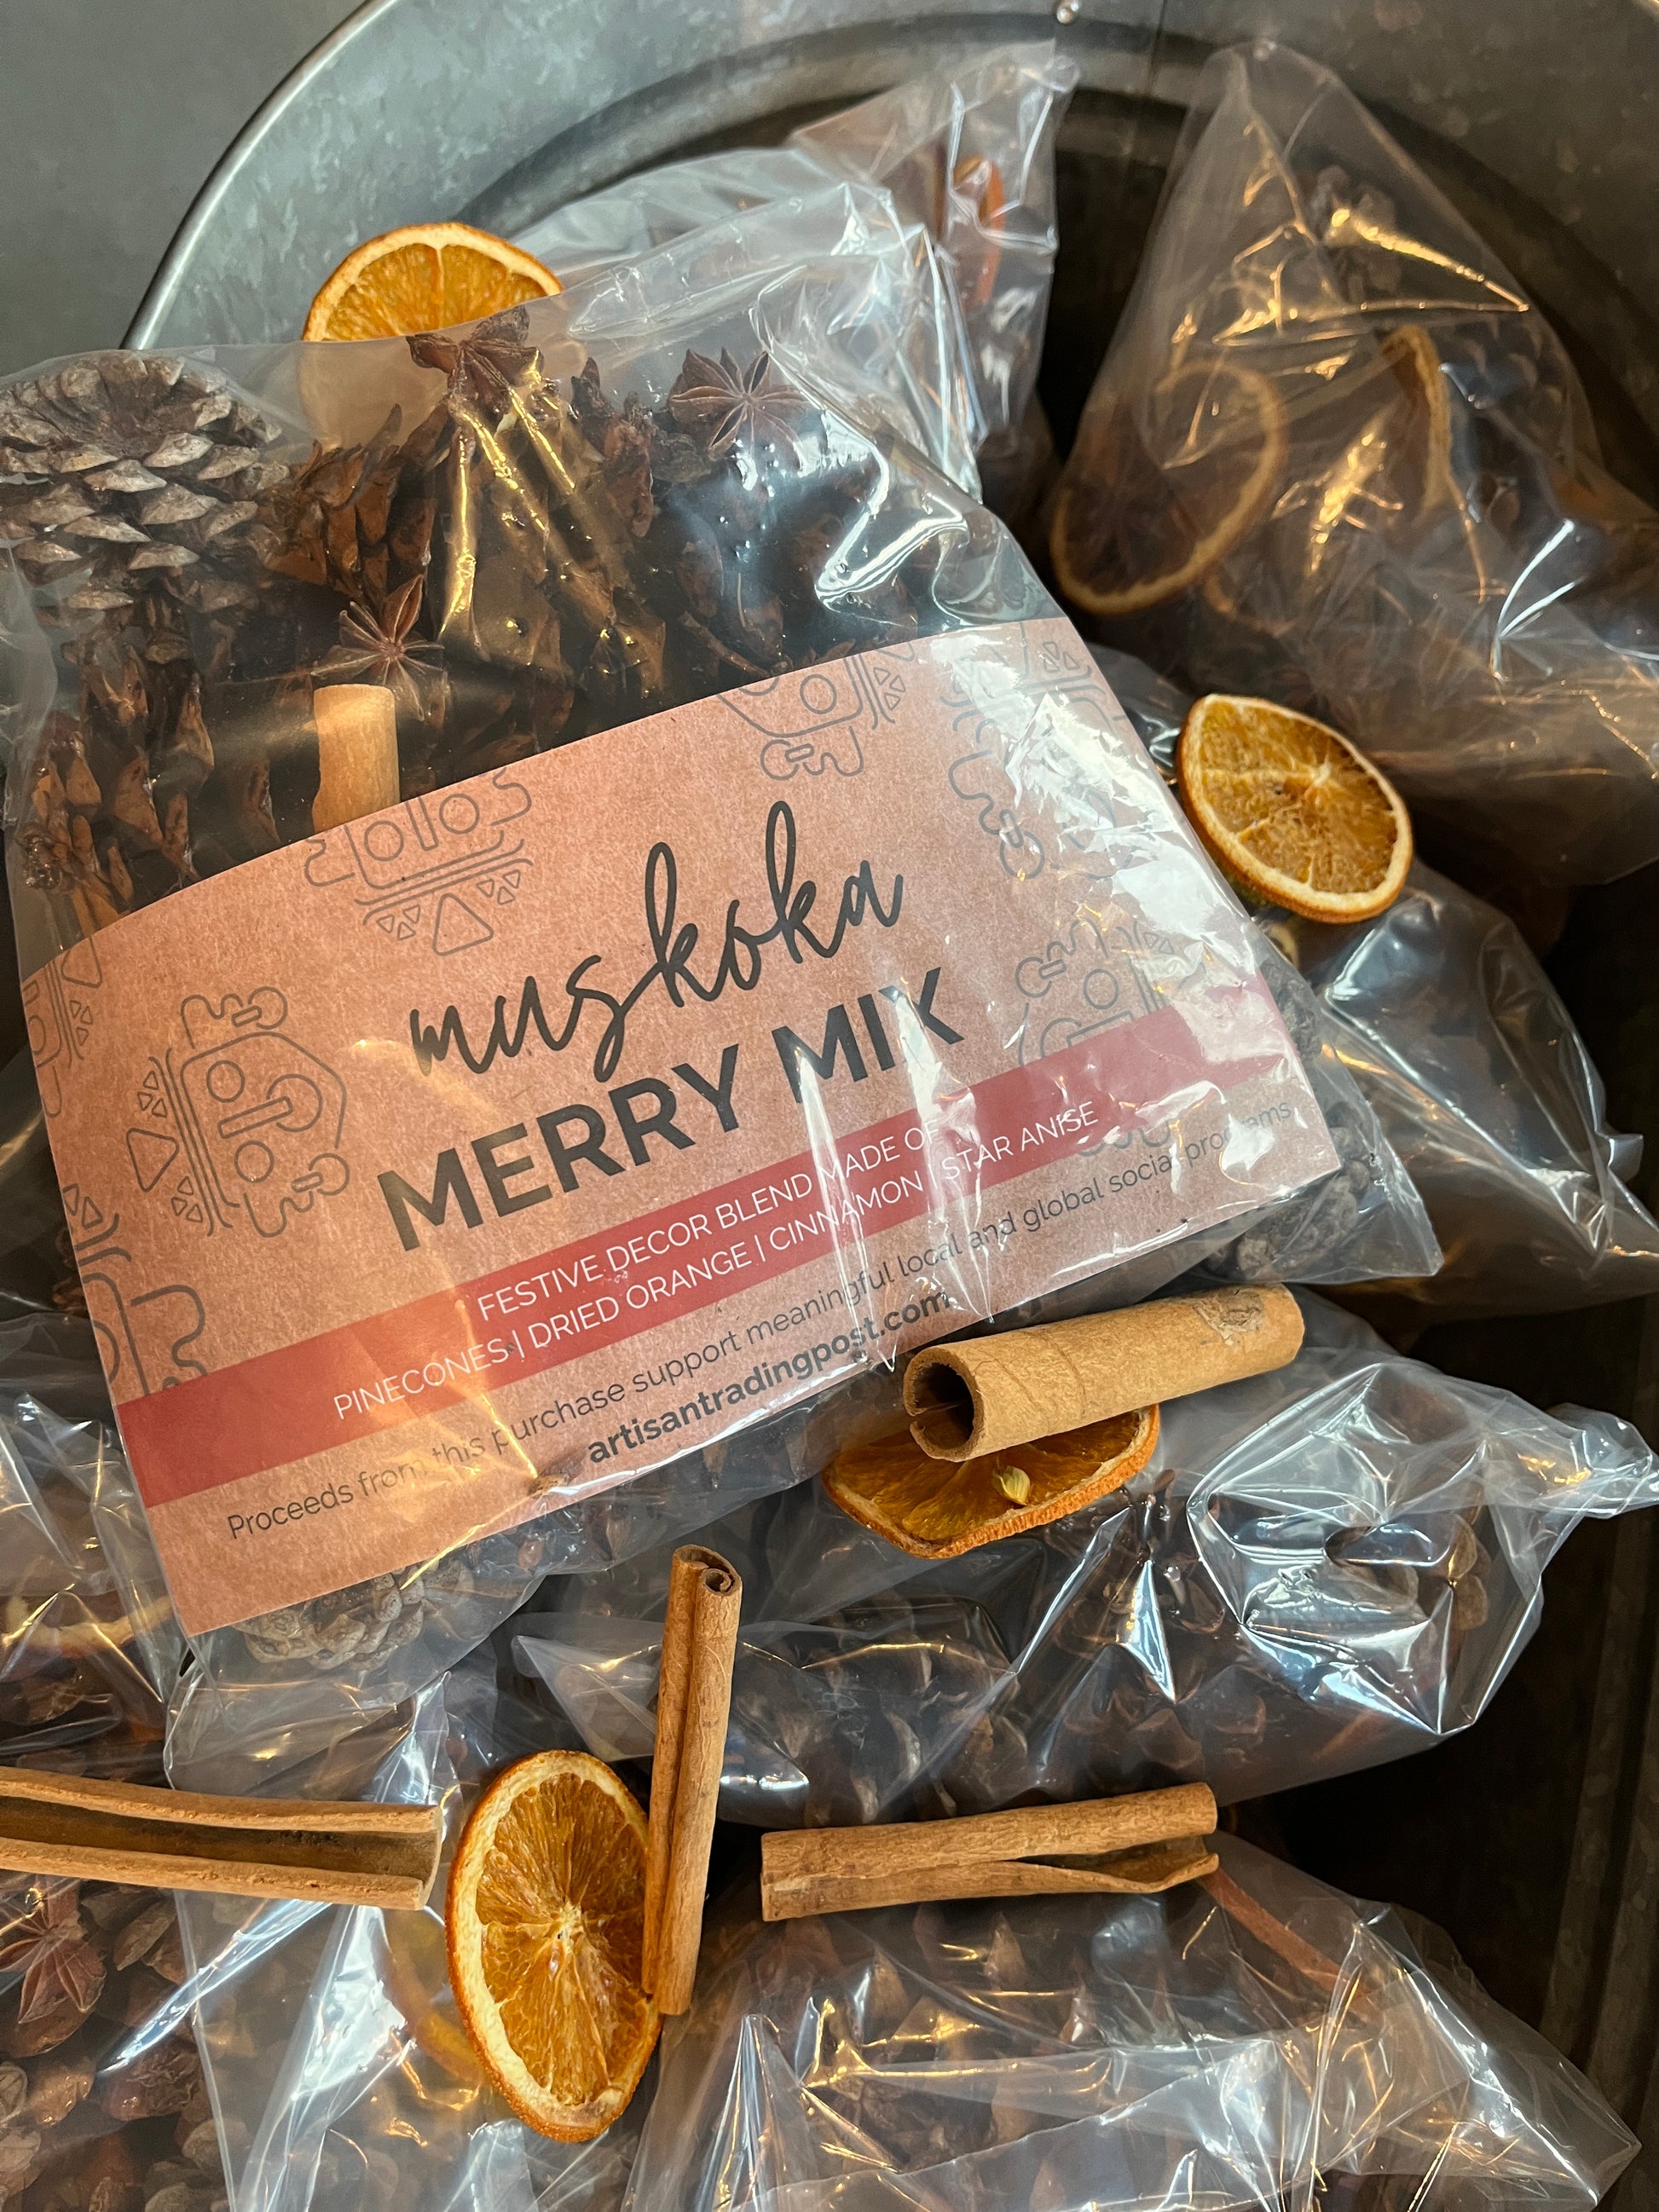 muskoka
MERRY MIX
FESTIVE DECOR BLEND MADE OF
PINECONES | DRIED ORANGE | CINNAMON | STAR ANISE
Proceeds from this purchase support meaningful local and global social programs
artisantradingpost.com